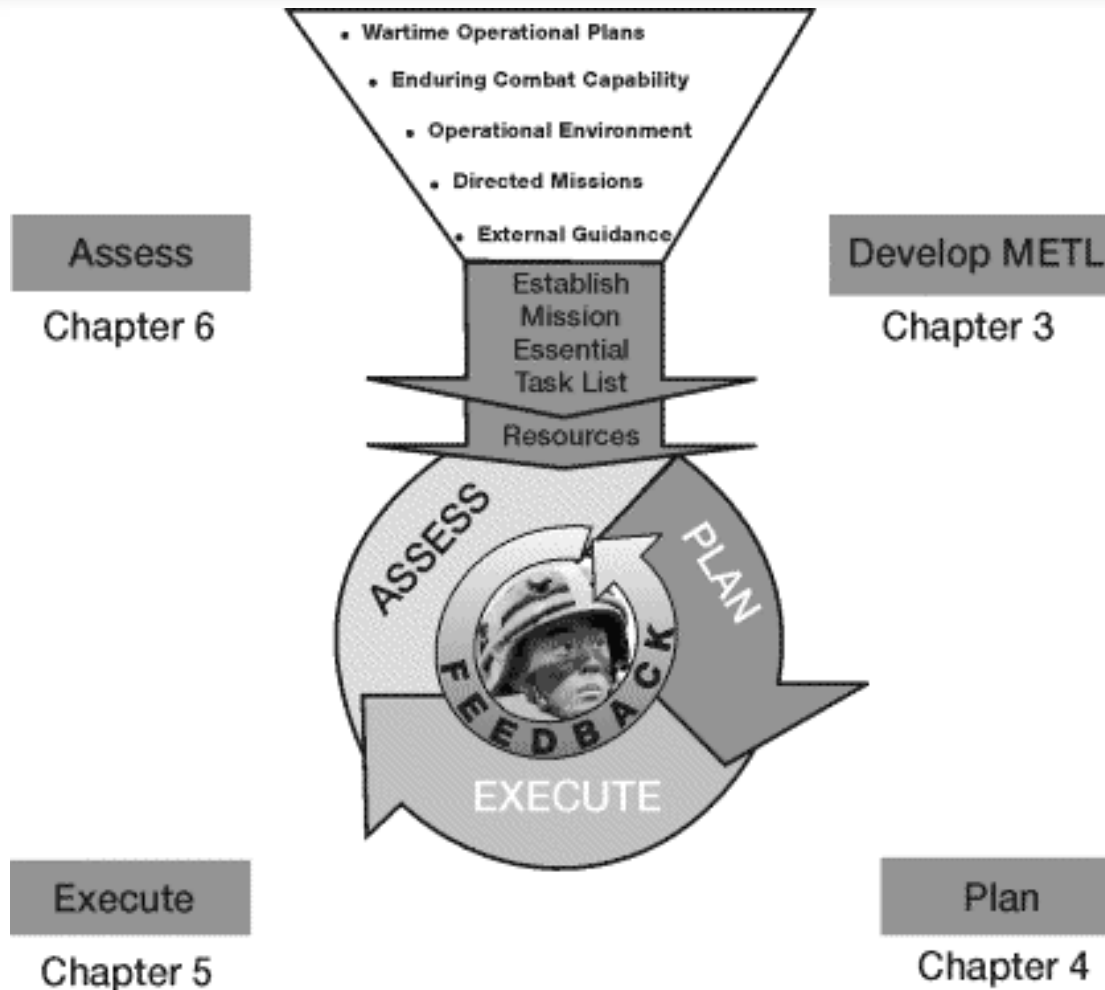 • Wartime Operational Plans
• Enduring Combat Capability
• Operational Environment
• Directed Missions
• External Guidance
Assess
Chapter 6
Develop METL
Chapter 3
Establish
Mission
Essential
Task List
Resources
ASSESS
PLAN
FEEDBACK
EXECUTE
Execute
Chapter 5
Plan
Chapter 4